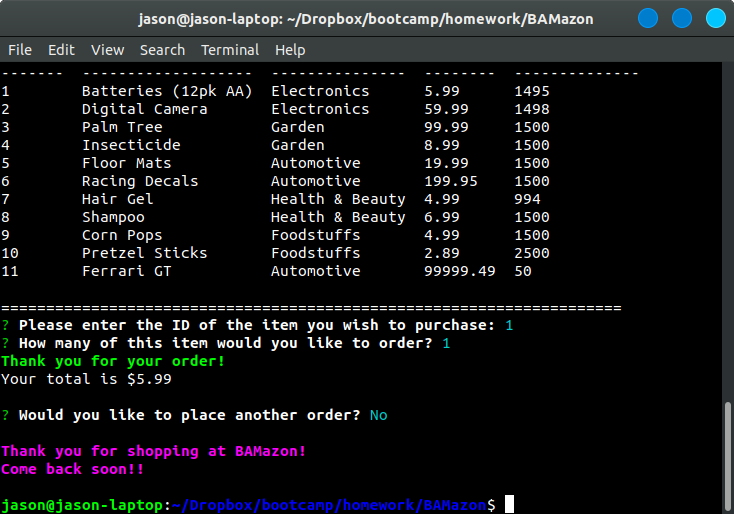 jason@jason-laptop: ~/Dropbox/bootcamp/homework/BAMazon
File Edit View Search Terminal Help
-------  -------------------  ---------------  --------  --------------
1        Batteries (12pk AA)  Electronics      5.99      1495
2        Digital Camera       Electronics      59.99     1498
3        Palm Tree            Garden           99.99     1500
4        Insecticide          Garden           8.99      1500
5        Floor Mats           Automotive       19.99     1500
6        Racing Decals        Automotive       199.95    1500
7        Hair Gel             Health & Beauty  4.99      994
8        Shampoo              Health & Beauty  6.99      1500
9        Corn Pops            Foodstuffs       4.99      1500
10       Pretzel Sticks       Foodstuffs       2.89      2500
11       Ferrari GT           Automotive       99999.49  50
=====================================================================
? Please enter the ID of the item you wish to purchase: 1
? How many of this item would you like to order? 1
Thank you for your order!
Your total is $5.99
? Would you like to place another order? No
Thank you for shopping at BAMazon!
Come back soon!!
jason@jason-laptop:~/Dropbox/bootcamp/homework/BAMazon$